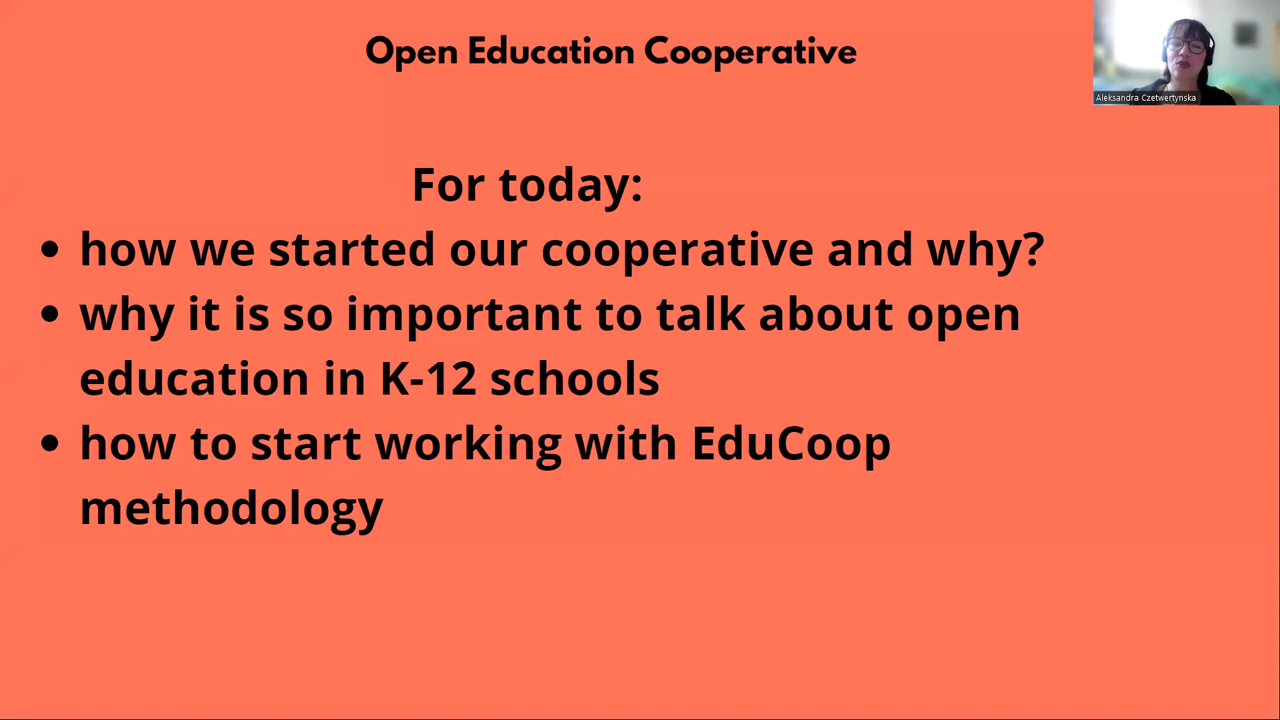 Open Education Cooperative
Aleksandra Czetwertynska
For today:
• how we started our cooperative and why?
• why it is so important to talk about open
education in K-12 schools
• how to start working with EduCoop
methodology